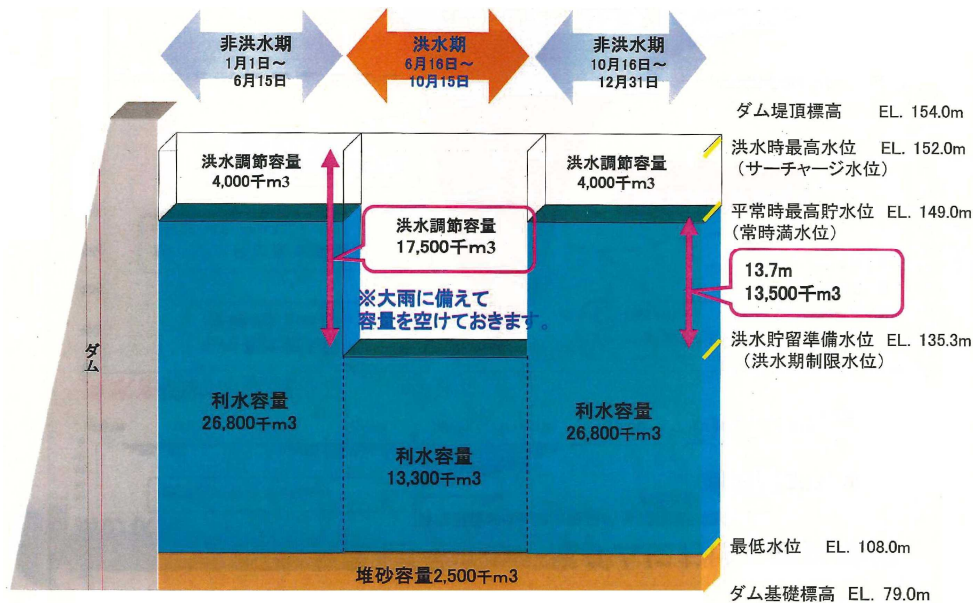 非洪水期
1月1日～
6月15日
洪水期
6月16日～
10月15日
非洪水期
10月16日～
12月31日
ダム堤頂標高 EL. 154.0m
洪水時最高水位 EL. 152.0m
（サーチャージ水位）
洪水調節容量
4,000千m3
洪水調節容量
4,000千m3
平常時最高貯水位 EL. 149.0m
(常時満水位)
洪水調節容量
17,500千m3
13.7m
13,500千m3
※大雨に備えて
容量を空けておきます。
洪水貯留準備水位 EL. 135.3m
（洪水期制限水位）
ダム
利水容量
26,800千m3
利水容量
13,300千m3
利水容量
26,800千m3
最低水位 EL. 108.0m
堆砂容量2,500千m3
ダム基礎標高 EL. 79.0m